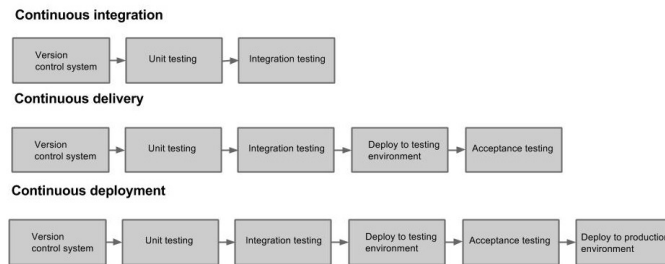 Continuous integration
Version
control system
Unit testing
Integration testing
Continuous delivery
Version
control system
Unit testing
Integration testing
Deploy to testing
environment
Acceptance testing
Continuous deployment
Version
control system
Unit testing
Integration testing
Deploy to testing
environment
Acceptance testing
Deploy to production
environment